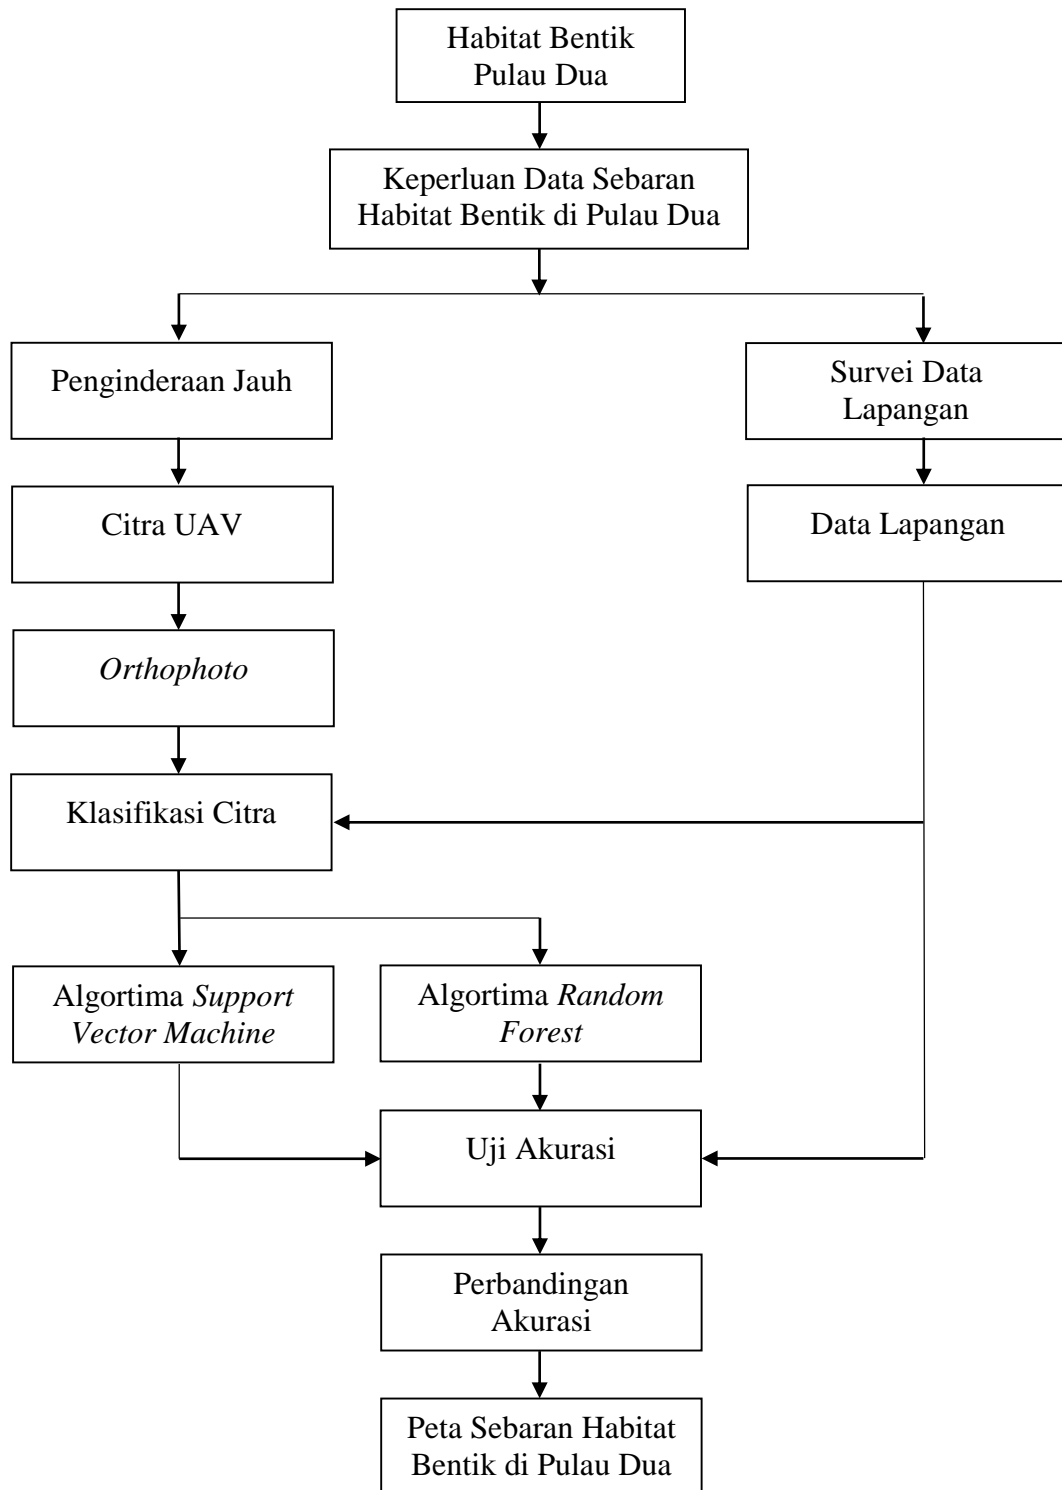 Habitat Bentik
Pulau Dua
Keperluan Data Sebaran
Habitat Bentik di Pulau Dua
Penginderaan Jauh
Survei Data
Lapangan
Citra UAV
Data Lapangan
Orthophoto
Klasifikasi Citra
Algortima Support
Vector Machine
Algortima Random
Forest
Uji Akurasi
Perbandingan
Akurasi
Peta Sebaran Habitat
Bentik di Pulau Dua